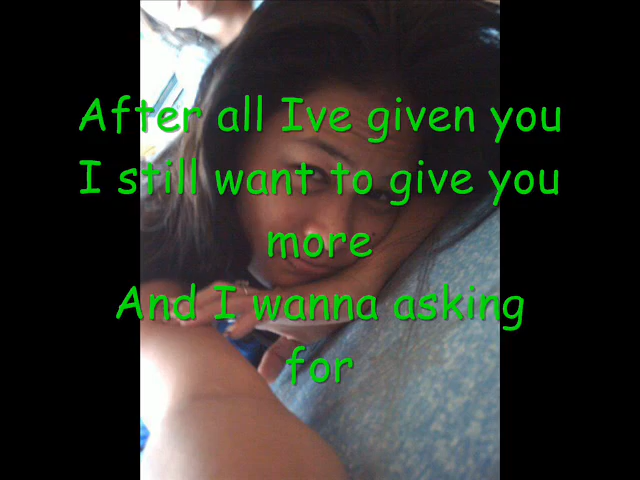 After all Ive given you
I still want to give you
more
And I wanna asking
for